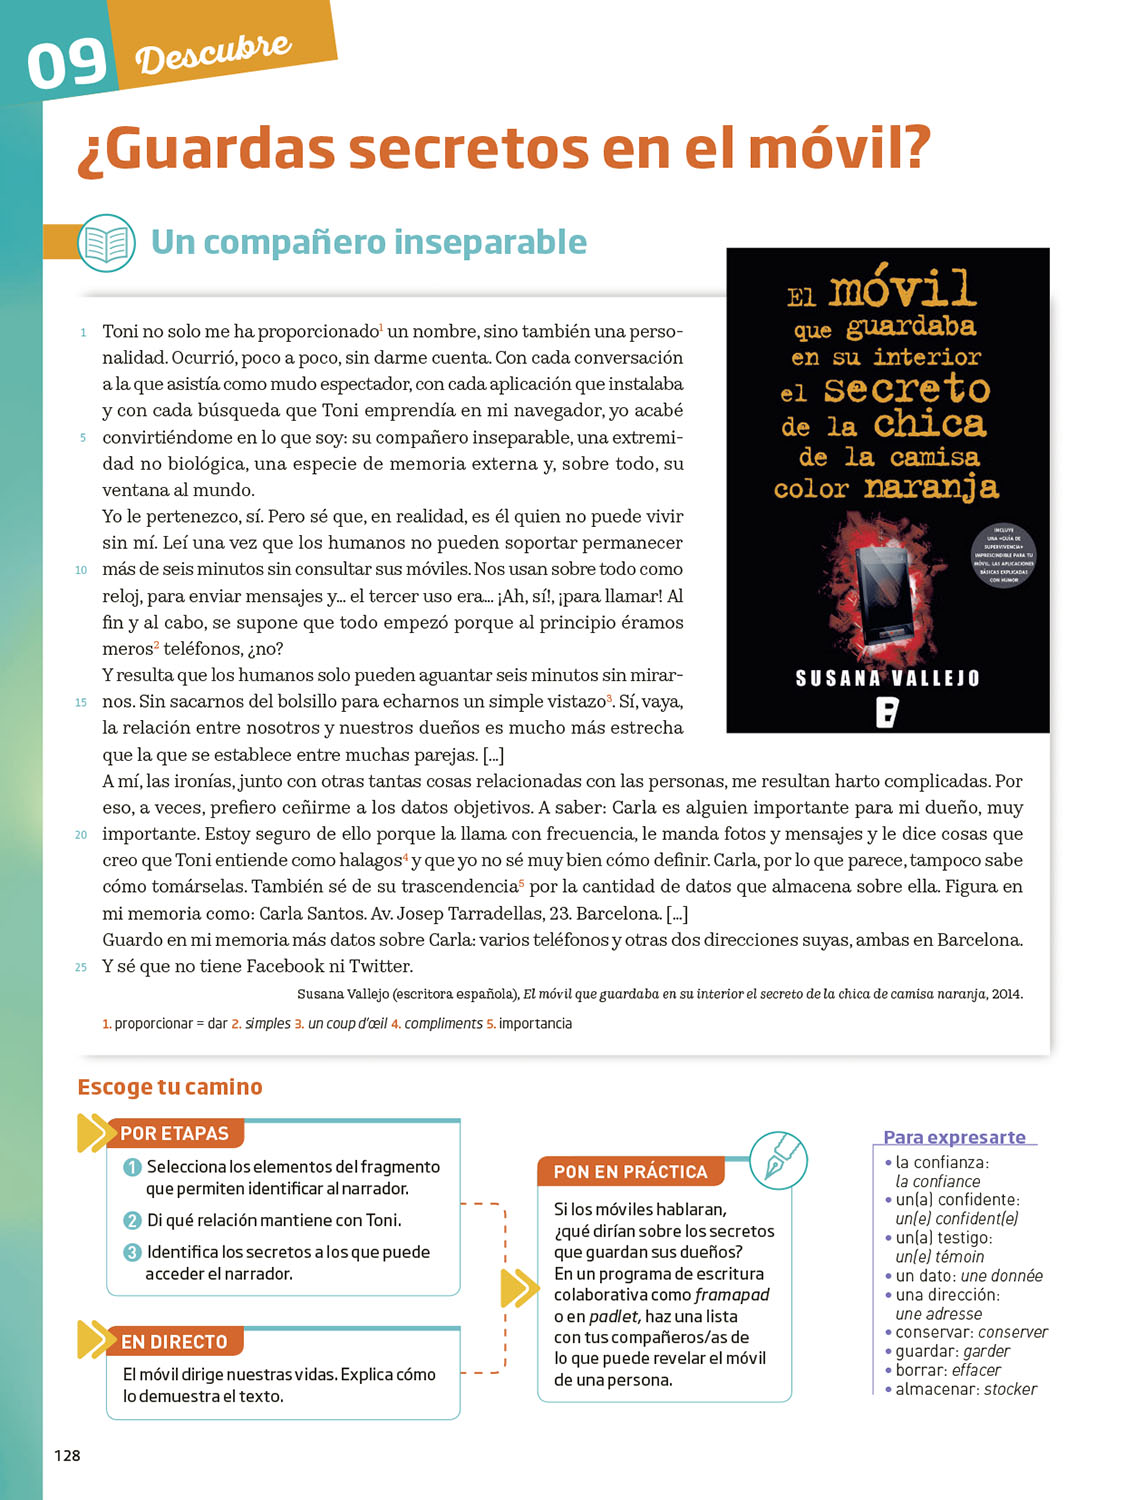 09 Descubre
¿Guardas secretos en el móvil?
Un compañero inseparable
1 Toni no solo me ha proporcionado1 un nombre, sino también una perso-
nalidad. Ocurrió, poco a poco, sin darme cuenta. Con cada conversación
a la que asistía como mudo espectador, con cada aplicación que instalaba
y con cada búsqueda que Toni emprendía en mi navegador, yo acabé
5 convirtiéndome en lo que soy: su compañero inseparable, una extremi-
dad no biológica, una especie de memoria externa y, sobre todo, su
ventana al mundo.
Yo le pertenezco, sí. Pero sé que, en realidad, es él quien no puede vivir
sin mí. Leí una vez que los humanos no pueden soportar permanecer
10 más de seis minutos sin consultar sus móviles. Nos usan sobre todo como
reloj, para enviar mensajes y... el tercer uso era... ¡Ah, sí!, ¡para llamar! Al
fin y al cabo, se supone que todo empezó porque al principio éramos
meros2 teléfonos, ¿no?
Y resulta que los humanos solo pueden aguantar seis minutos sin mirar-
15 nos. Sin sacarnos del bolsillo para echarnos un simple vistazo3. Sí, vaya,
la relación entre nosotros y nuestros dueños es mucho más estrecha
que la que se establece entre muchas parejas. [...]
A mí, las ironías, junto con otras tantas cosas relacionadas con las personas, me resultan harto complicadas. Por
eso, a veces, prefiero ceñirme a los datos objetivos. A saber: Carla es alguien importante para mi dueño, muy
20 importante. Estoy seguro de ello porque la llama con frecuencia, le manda fotos y mensajes y le dice cosas que
creo que Toni entiende como halagos4 y que yo no sé muy bien cómo definir. Carla, por lo que parece, tampoco sabe
cómo tomárselas. También sé de su trascendencia5 por la cantidad de datos que almacena sobre ella. Figura en
mi memoria como: Carla Santos. Av. Josep Tarradellas, 23. Barcelona. [...]
Guardo en mi memoria más datos sobre Carla: varios teléfonos y otras dos direcciones suyas, ambas en Barcelona.
25 Y sé que no tiene Facebook ni Twitter.
Susana Vallejo (escritora española), El móvil que guardaba en su interior el secreto de la chica de camisa naranja, 2014.
1. proporcionar = dar 2. simples 3. un coup d'œil 4. compliments 5. importancia
El móvil
que guardaba
en su interior
el secreto
de la chica
de la camisa
color naranja
INCLUYE
UNA «GUÍA DE
SUPERVIVENCIA»
IMPRESCINDIBLE PARA TU
MÓVIL. LAS APLICACIONES
BÁSICAS EXPLICADAS
CON HUMOR
SUSANA VALLEJO
B
Escoge tu camino
POR ETAPAS
1 Selecciona los elementos del fragmento
que permiten identificar al narrador.
2 Di qué relación mantiene con Toni.
3 Identifica los secretos a los que puede
acceder el narrador.
EN DIRECTO
El móvil dirige nuestras vidas. Explica cómo
lo demuestra el texto.
PON EN PRÁCTICA
Si los móviles hablaran,
¿qué dirían sobre los secretos
que guardan sus dueños?
En un programa de escritura
colaborativa como framapad
o en padlet, haz una lista
con tus compañeros/as de
lo que puede revelar el móvil
de una persona.
Para expresarte
• la confianza:
la confiance
• un(a) confidente:
un(e) confident(e)
• un(a) testigo:
un(e) témoin
• un dato: une donnée
• una dirección:
une adresse
• conservar: conserver
• guardar: garder
• borrar: effacer
• almacenar: stocker
128